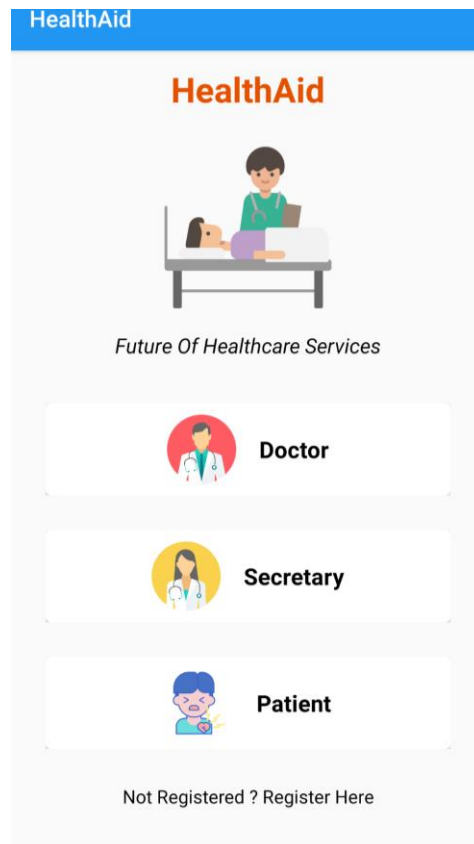 HealthAid
HealthAid
Future Of Healthcare Services
Doctor
Secretary
Patient
Not Registered ? Register Here